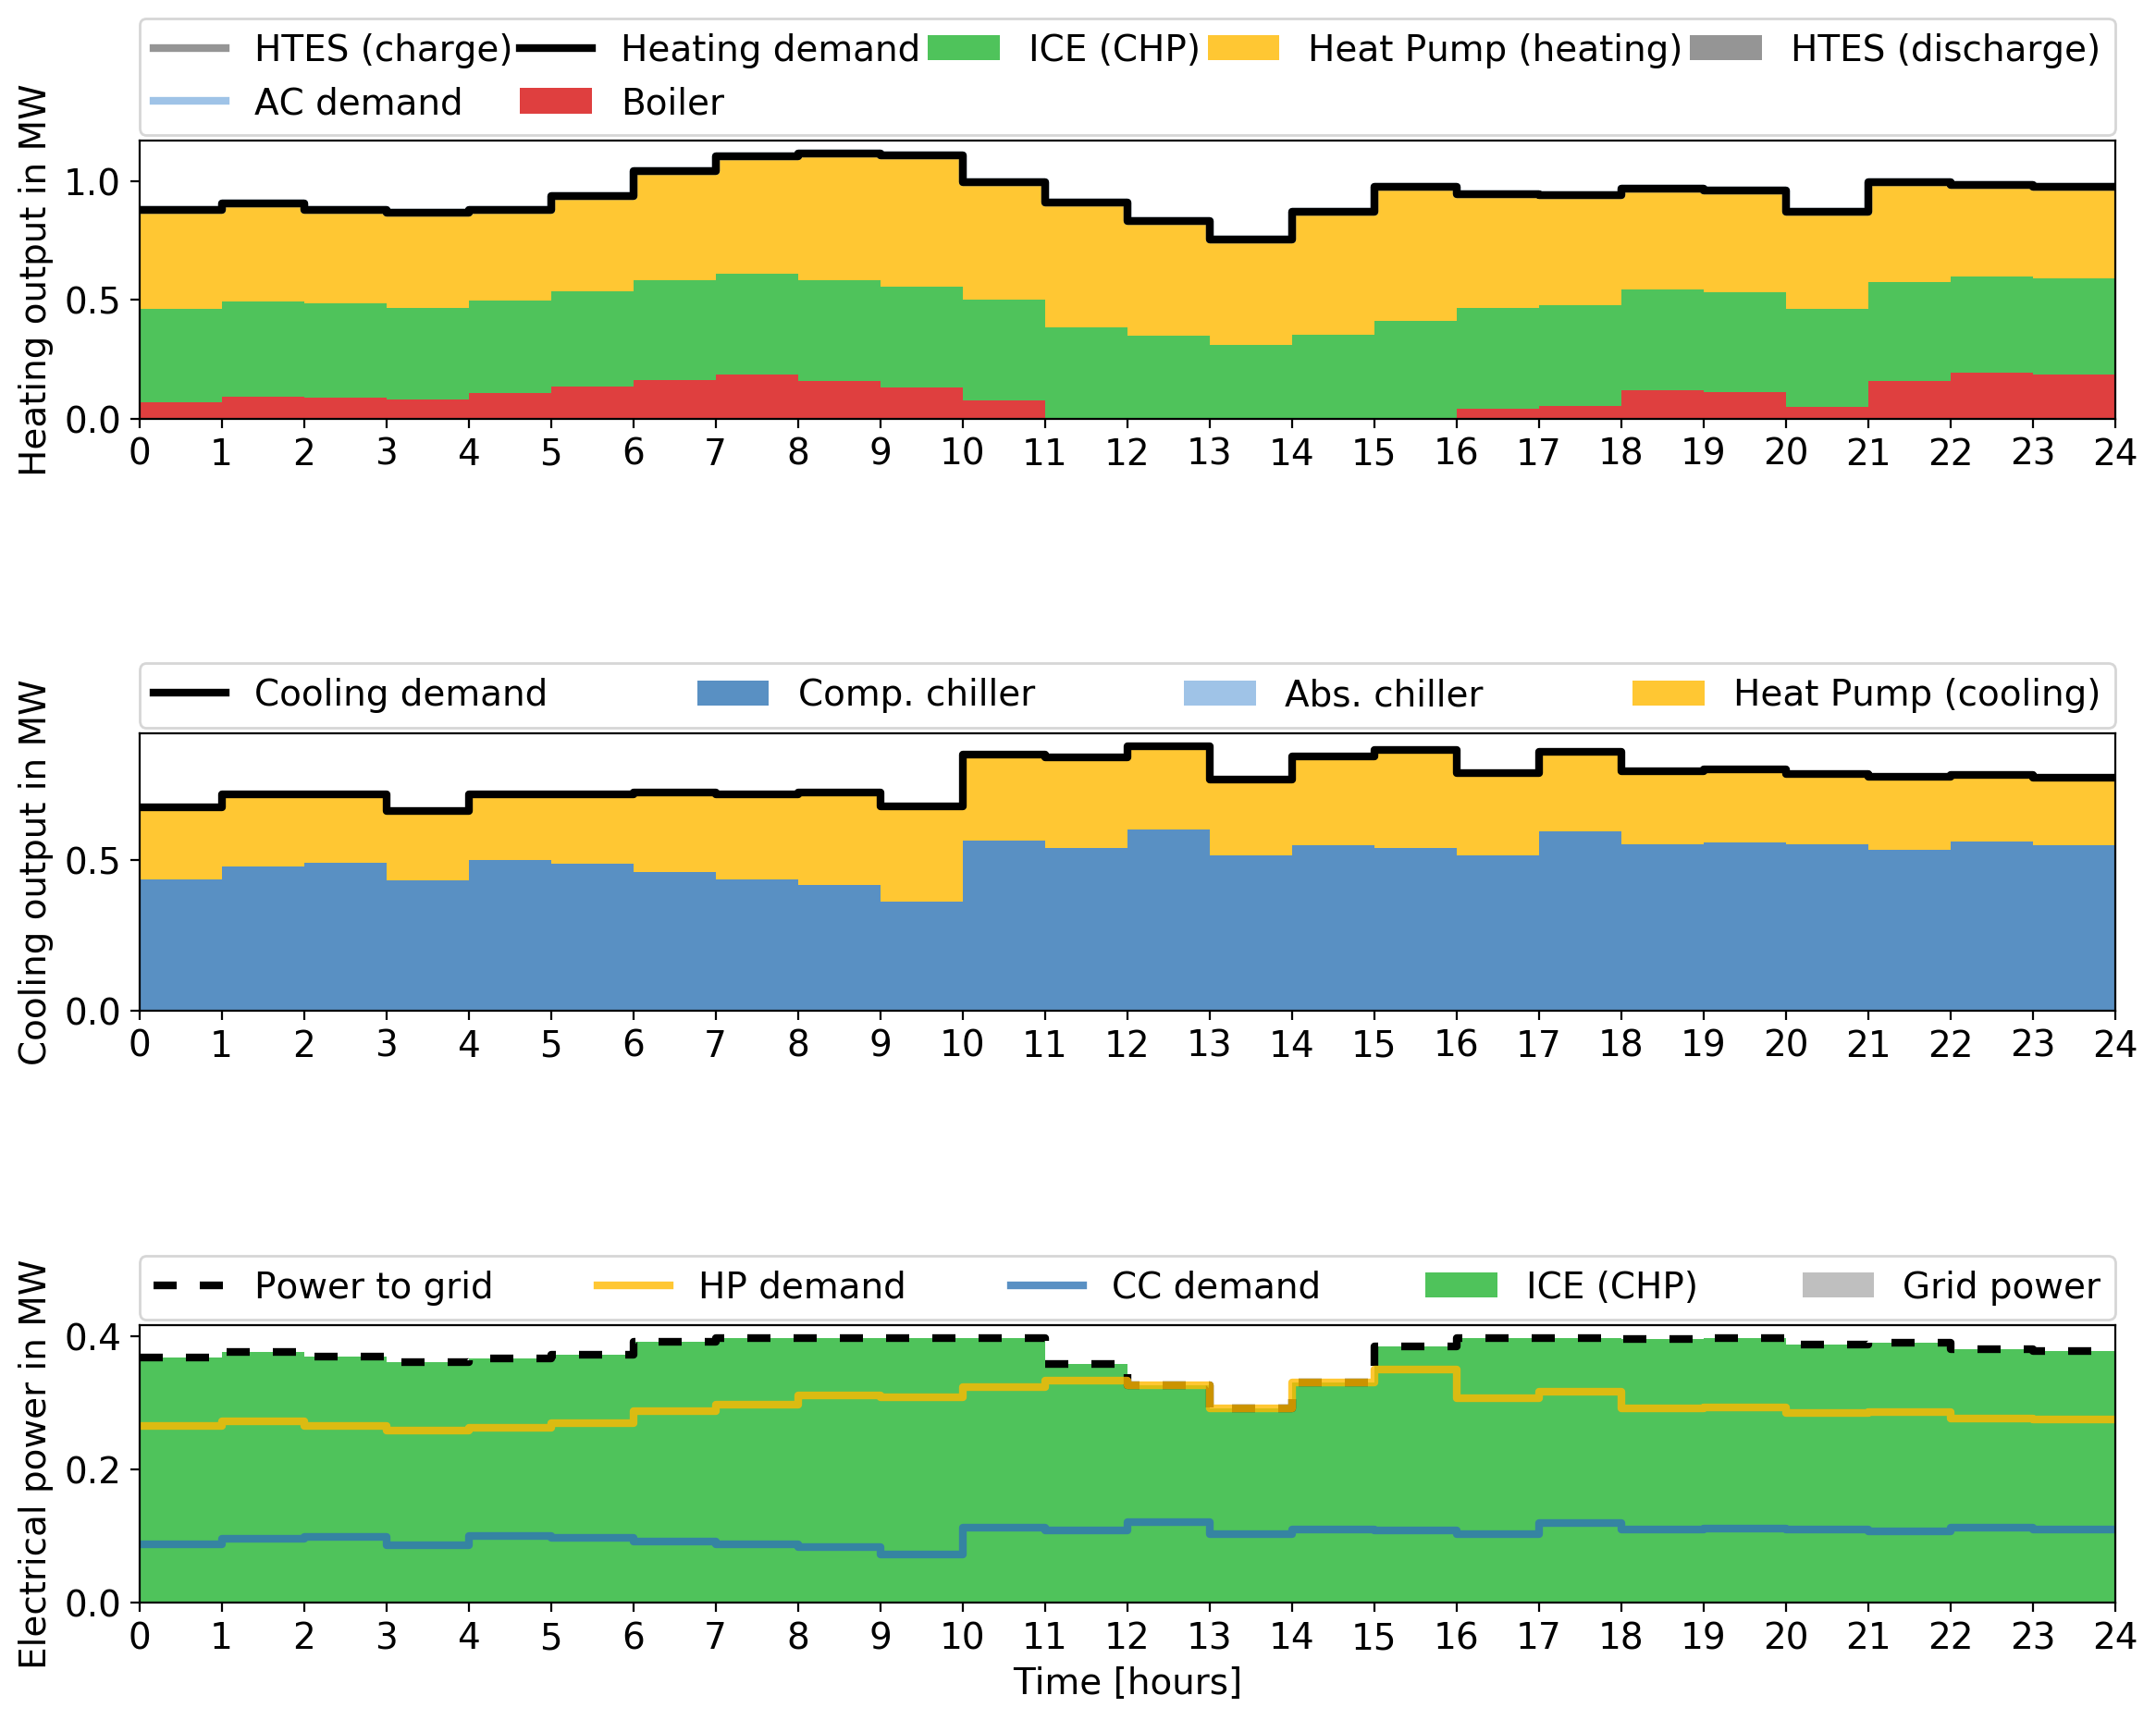 HTES (charge) Heating demand ICE (CHP) Heat Pump (heating) HTES (discharge)
AC demand Boiler
Heating output in MW
1.0
0.5
0.0
0 1 2 3 4 5 6 7 8 9 10 11 12 13 14 15 16 17 18 19 20 21 22 23 24
Cooling demand Comp. chiller Abs. chiller Heat Pump (cooling)
Cooling output in MW
0.5
0.0
0 1 2 3 4 5 6 7 8 9 10 11 12 13 14 15 16 17 18 19 20 21 22 23 24
Power to grid HP demand CC demand ICE (CHP) Grid power
Electrical power in MW
0.4
0.2
0.0
0 1 2 3 4 5 6 7 8 9 10 11 12 13 14 15 16 17 18 19 20 21 22 23 24
Time [hours]